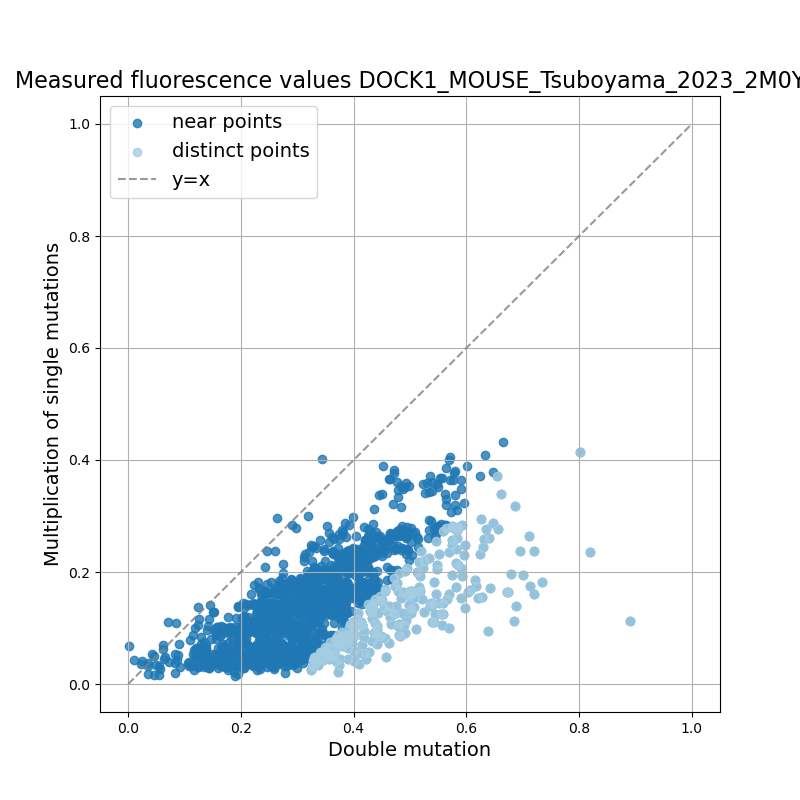 Measured fluorescence values DOCK1_MOUSE_Tsuboyama_2023_2M0Y
near points
distinct points
y=x
1.0
0.8
0.6
0.4
0.2
0.0
Multiplication of single mutations
0.0 0.2 0.4 0.6 0.8 1.0
Double mutation